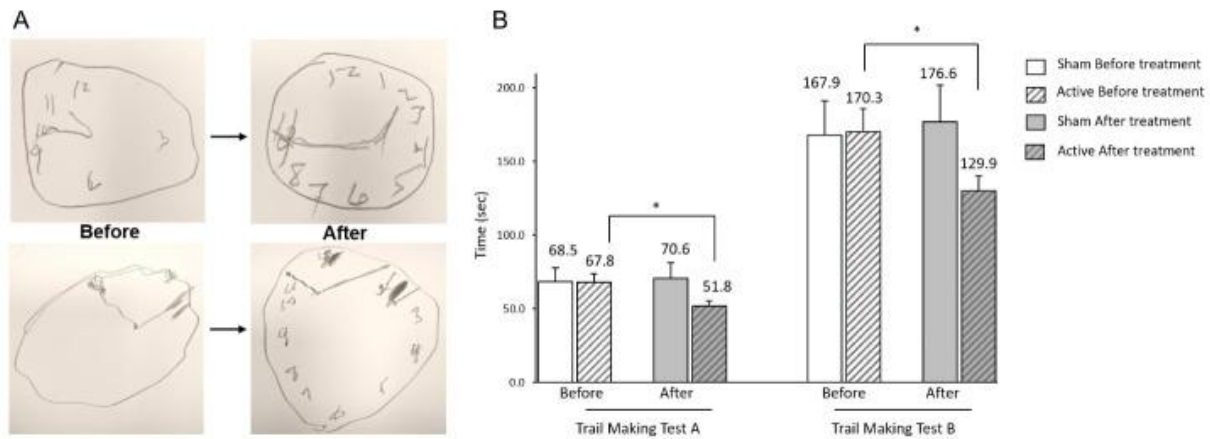 A
12
11
10
9
3
6
1
2
3
8
7
6
5
Before
After
3
9
8
7
B
Time (sec)
200.0
150.0
100.0
50.0
0.0
68.5
67.8
70.6
51.8
*
167.9
170.3
176.6
129.9
*
Before
After
Before
After
Trail Making Test A
Trail Making Test B
Sham Before treatment
Active Before treatment
Sham After treatment
Active After treatment